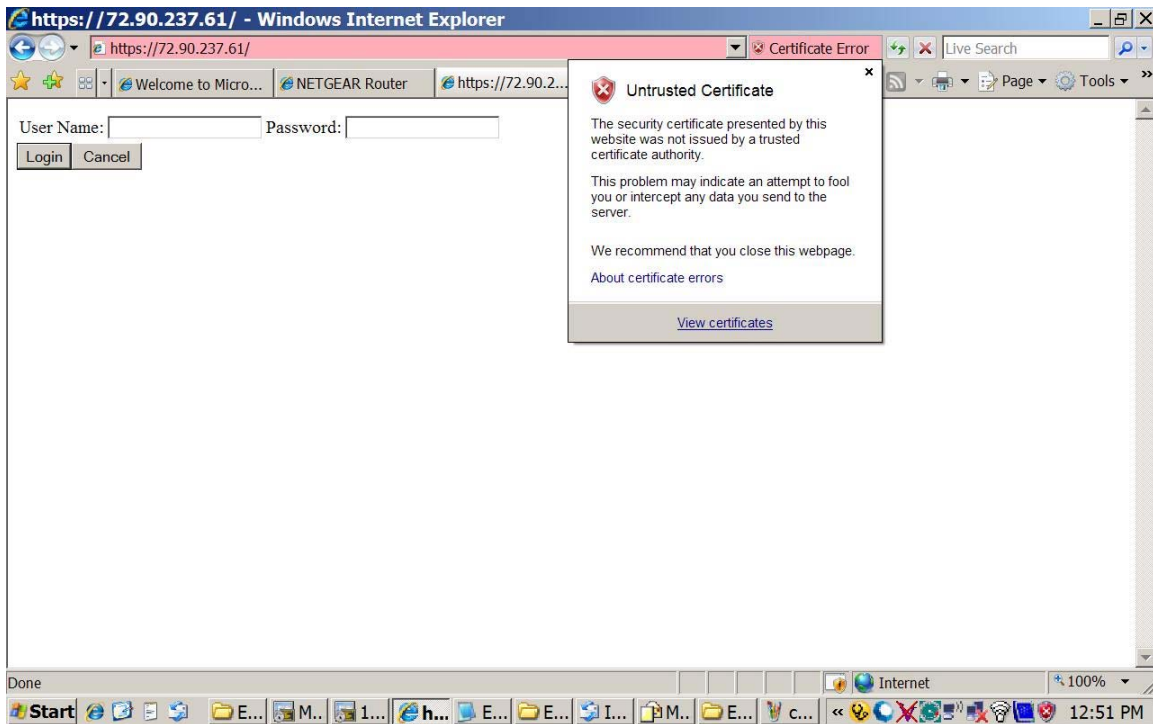 https://72.90.237.61/ - Windows Internet Explorer
https://72.90.237.61/
Certificate Error
Live Search
Welcome to Micro...
NETGEAR Router
https://72.90.2...
Page
Tools
»
User Name:
Password:
Login
Cancel
Untrusted Certificate
The security certificate presented by this
website was not issued by a trusted
certificate authority.
This problem may indicate an attempt to fool
you or intercept any data you send to the
server.
We recommend that you close this webpage.
About certificate errors
View certificates
Done
Internet
100%
Start
E...
M..
1...
h...
E...
E...
I...
M..
E...
c...
«
12:51 PM